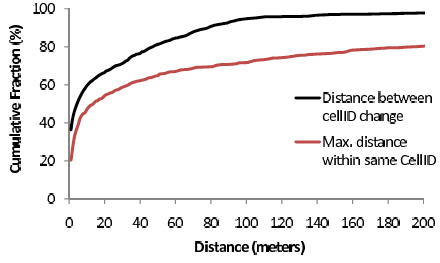 Cumulative Fraction (%)
100
80
60
40
20
0
Distance between
cellID change
Max. distance
within same CellID
0 20 40 60 80 100 120 140 160 180 200
Distance (meters)